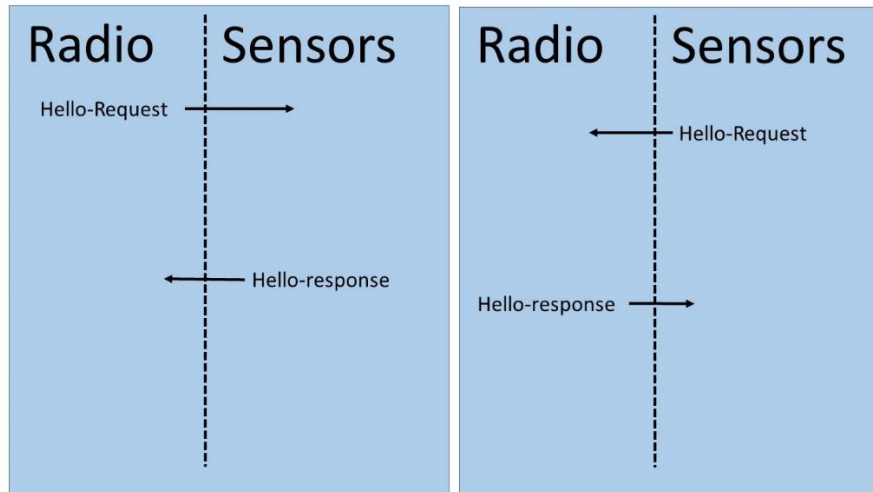 Radio Sensors
Hello-Request
Hello-response
Radio Sensors
Hello-Request
Hello-response